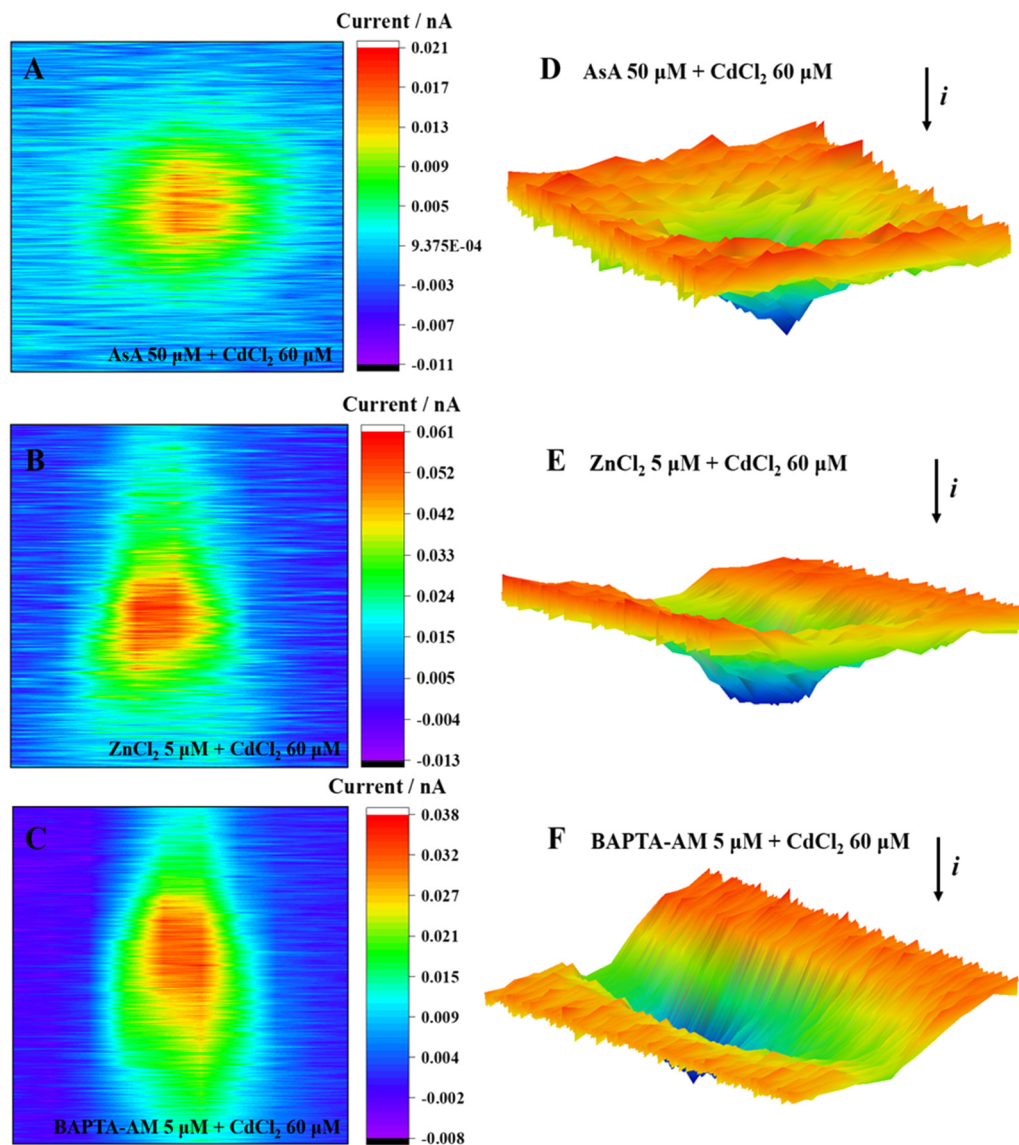 Current / nA
A
0.021
0.017
0.013
0.009
0.005
9.375E-04
-0.003
-0.007
-0.011
AsA 50 μM + CdCl₂ 60 μM
D AsA 50 μM + CdCl₂ 60 μM
i
Current / nA
B
0.061
0.052
0.042
0.033
0.024
0.015
0.005
-0.004
-0.013
ZnCl₂ 5 μM + CdCl₂ 60 μM
E ZnCl₂ 5 μM + CdCl₂ 60 μM
i
Current / nA
C
0.038
0.032
0.027
0.021
0.015
0.009
0.004
-0.002
-0.008
BAPTA-AM 5 μM + CdCl₂ 60 μM
F BAPTA-AM 5 μM + CdCl₂ 60 μM
i